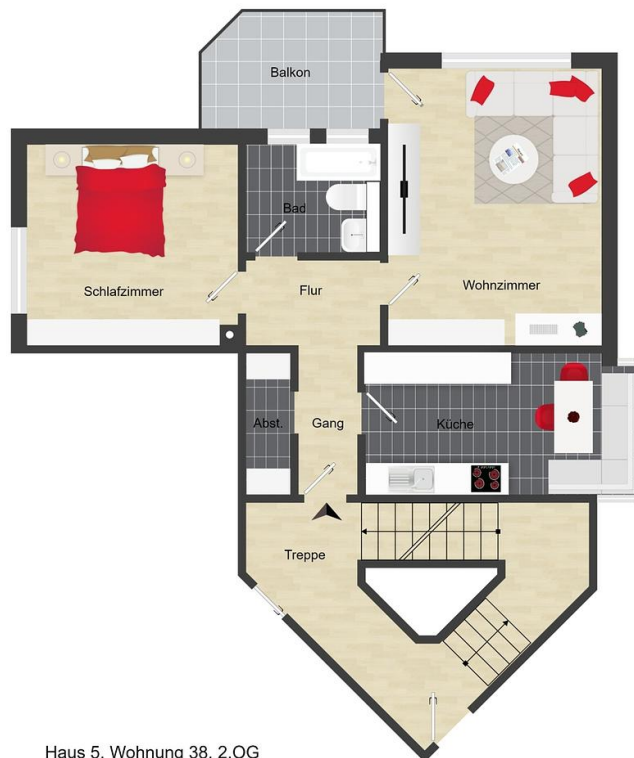 Balkon
Bad
Schlafzimmer
Flur
Wohnzimmer
Abst.
Gang
Küche
Treppe
Haus 5, Wohnung 38, 2.OG